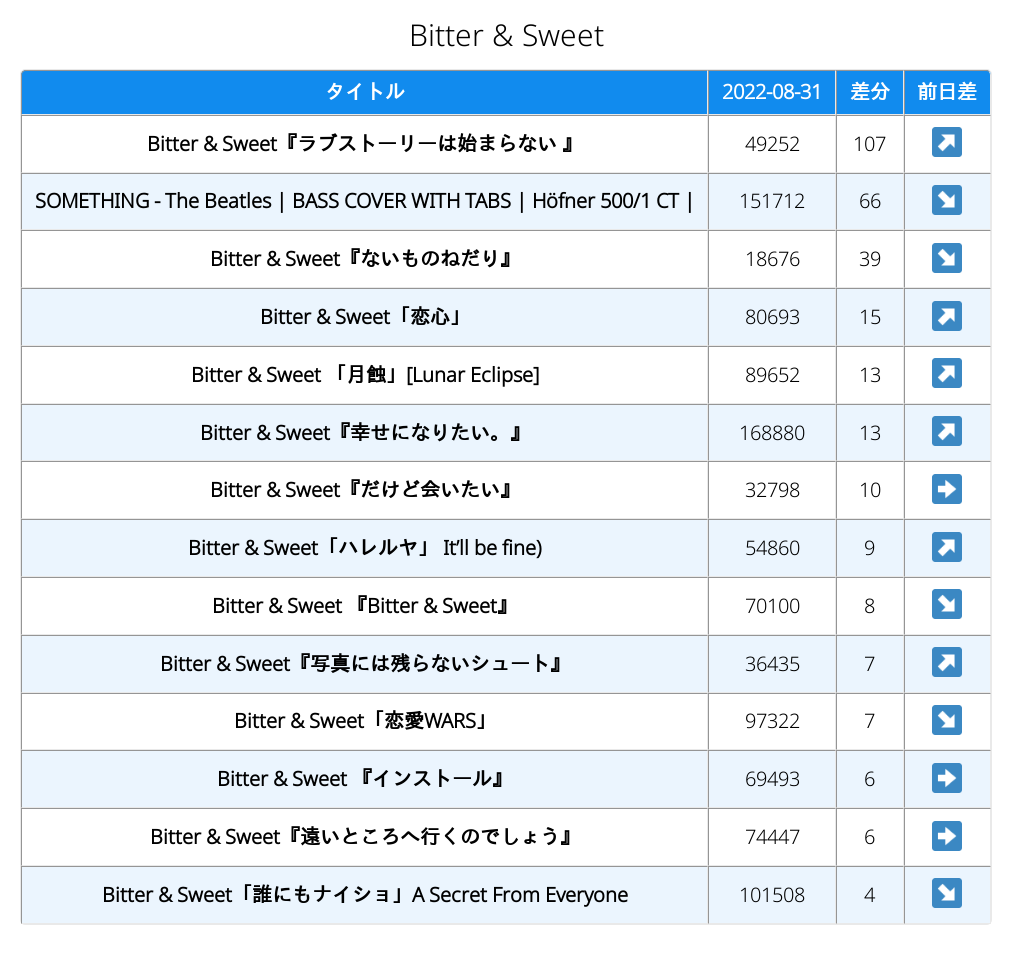 Bitter & Sweet
タイトル 2022-08-31 差分 前日差
Bitter & Sweet『ラブストーリーは始まらない 』 49252 107
SOMETHING - The Beatles | BASS COVER WITH TABS | Höfner 500/1 CT | 151712 66
Bitter & Sweet『ないものねだり』 18676 39
Bitter & Sweet「恋心」 80693 15
Bitter & Sweet 「月蝕」[Lunar Eclipse] 89652 13
Bitter & Sweet『幸せになりたい。』 168880 13
Bitter & Sweet『だけど会いたい』 32798 10
Bitter & Sweet「ハレルヤ」 It’ll be fine) 54860 9
Bitter & Sweet 『Bitter & Sweet』 70100 8
Bitter & Sweet『写真には残らないシュート』 36435 7
Bitter & Sweet「恋愛WARS」 97322 7
Bitter & Sweet 『インストール』 69493 6
Bitter & Sweet『遠いところへ行くのでしょう』 74447 6
Bitter & Sweet「誰にもナイショ」A Secret From Everyone 101508 4